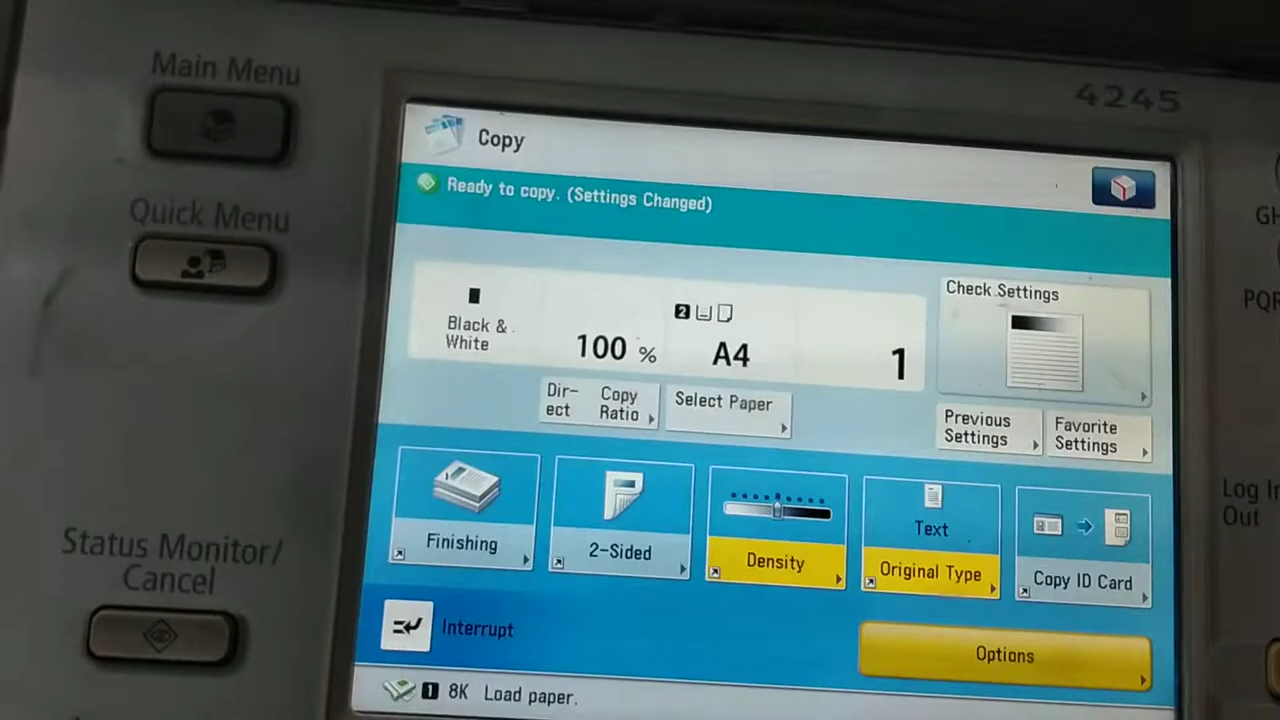 Main Menu
4245
Copy
Quick Menu
Ready to copy. (Settings Changed)
Black &
White
100 %
2
A4
1
Check Settings
Dir-
ect
Copy
Ratio
Select Paper
Previous
Settings
Favorite
Settings
Log In
Out
Finishing
2-Sided
Density
Text
Original Type
Copy ID Card
Status Monitor/
Cancel
Interrupt
Options
1 8K Load paper.